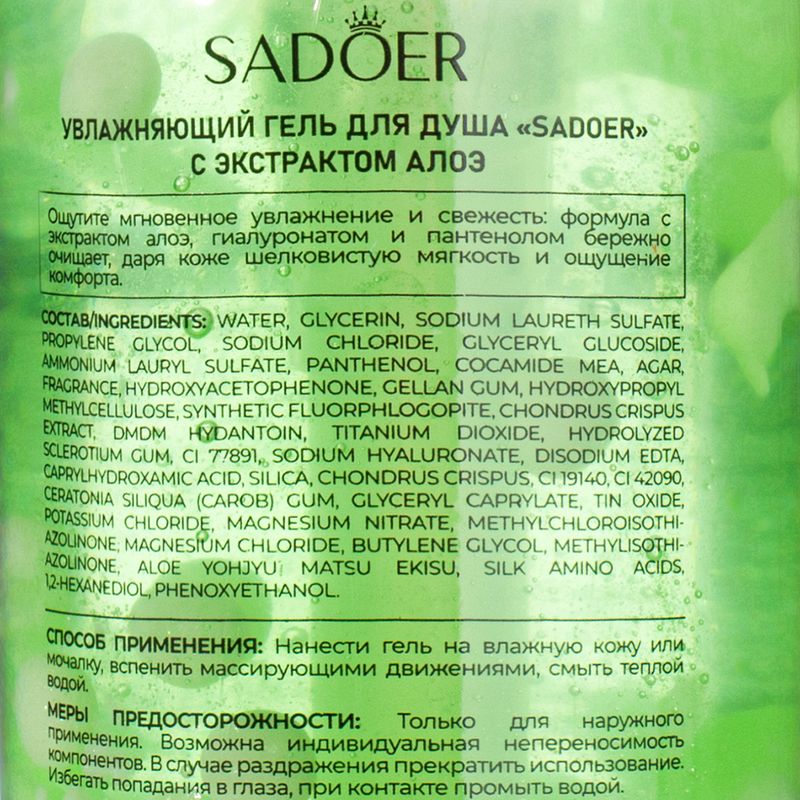 SADOER
УВЛАЖНЯЮЩИЙ ГЕЛЬ ДЛЯ ДУША «SADOER»
С ЭКСТРАКТОМ АЛОЭ
Ощутите мгновенное увлажнение и свежесть: формула с
экстрактом алоэ, гиалуронатом и пантенолом бережно
очищает, даря коже шелковистую мягкость и ощущение
комфорта.
СОСТАВ/INGREDIENTS: WATER, GLYCERIN, SODIUM LAURETH SULFATE,
PROPYLENE GLYCOL, SODIUM CHLORIDE, GLYCERYL GLUCOSIDE,
AMMONIUM LAURYL SULFATE, PANTHENOL, COCAMIDE MEA, AGAR,
FRAGRANCE, HYDROXYACETOPHENONE, GELLAN GUM, HYDROXYPROPYL
METHYLCELLULOSE, SYNTHETIC FLUORPHLOGOPITE, CHONDRUS CRISPUS
EXTRACT, DMDM HYDANTOIN, TITANIUM DIOXIDE, HYDROLYZED
SCLEROTIUM GUM, CI 77891, SODIUM HYALURONATE, DISODIUM EDTA,
CAPRYLHYDROXAMIC ACID, SILICA, CHONDRUS CRISPUS, CI 19140, CI 42090,
CERATONIA SILIQUA (CAROB) GUM, GLYCERYL CAPRYLATE, TIN OXIDE,
POTASSIUM CHLORIDE, MAGNESIUM NITRATE, METHYLCHLOROISOTHI-
AZOLINONE, MAGNESIUM CHLORIDE, BUTYLENE GLYCOL, METHYLISOTHI-
AZOLINONE, ALOE YOHJYU MATSU EKISU, SILK AMINO ACIDS,
1,2-HEXANEDIOL, PHENOXYETHANOL.
СПОСОБ ПРИМЕНЕНИЯ: Нанести гель на влажную кожу или
мочалку, вспенить массирующими движениями, смыть теплой
водой.
МЕРЫ ПРЕДОСТОРОЖНОСТИ: Только для наружного
применения. Возможна индивидуальная непереносимость
компонентов. В случае раздражения прекратить использование.
Избегать попадания в глаза, при контакте промыть водой.